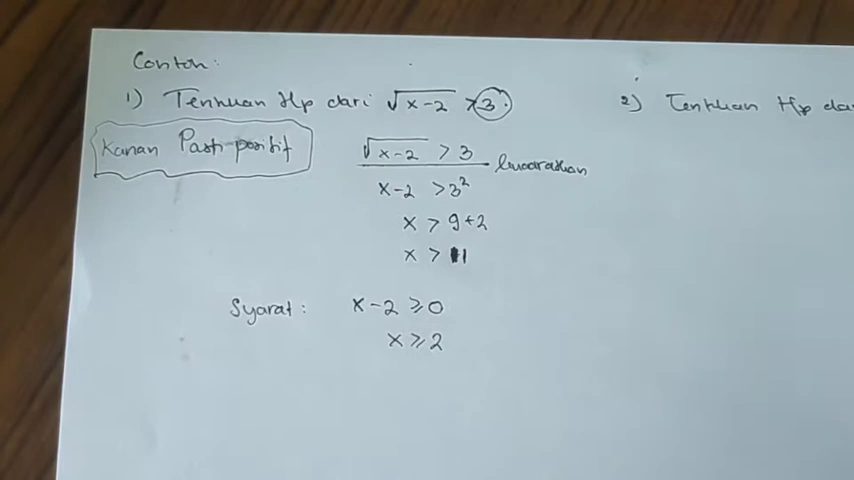 Contoh:
1) Tentukan Hp dari √x-2 > 3.
2) Tentukan Hp da
Kanan Pasti positif
√x-2 > 3 kuadratkan
x-2 > 3²
x > 9+2
x > 11
Syarat: x-2 ≥ 0
x ≥ 2